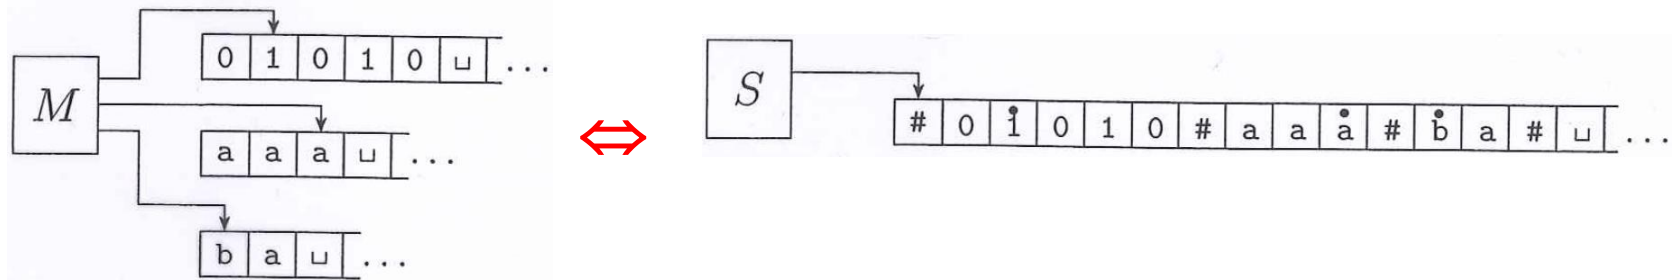 M
0 1 0 1 0 ⊔ ...
a a a ⊔ ...
b a ⊔ ...
S
# 0 1̇ 0 1 0 # a a ȧ # ḃ a # ⊔ ...